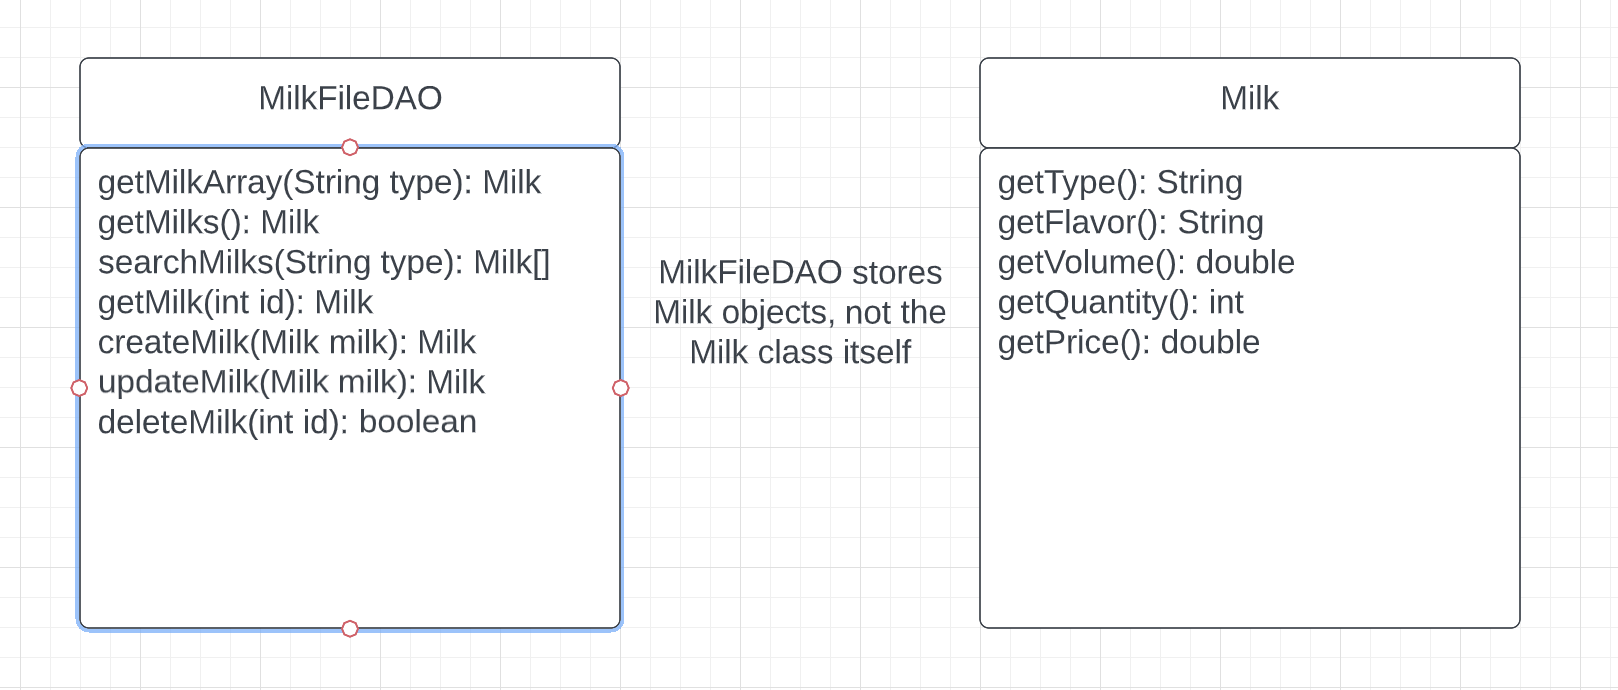 MilkFileDAO
getMilkArray(String type): Milk
getMilks(): Milk
searchMilks(String type): Milk[]
getMilk(int id): Milk
createMilk(Milk milk): Milk
updateMilk(Milk milk): Milk
deleteMilk(int id): boolean
MilkFileDAO stores
Milk objects, not the
Milk class itself
Milk
getType(): String
getFlavor(): String
getVolume(): double
getQuantity(): int
getPrice(): double